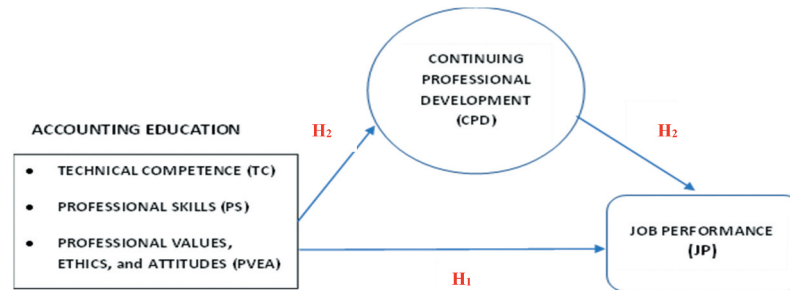 CONTINUING
PROFESSIONAL
DEVELOPMENT
(CPD)
H₂
H₂
ACCOUNTING EDUCATION
• TECHNICAL COMPETENCE (TC)
• PROFESSIONAL SKILLS (PS)
• PROFESSIONAL VALUES,
ETHICS, and ATTITUDES (PVEA)
JOB PERFORMANCE
(JP)
H₁